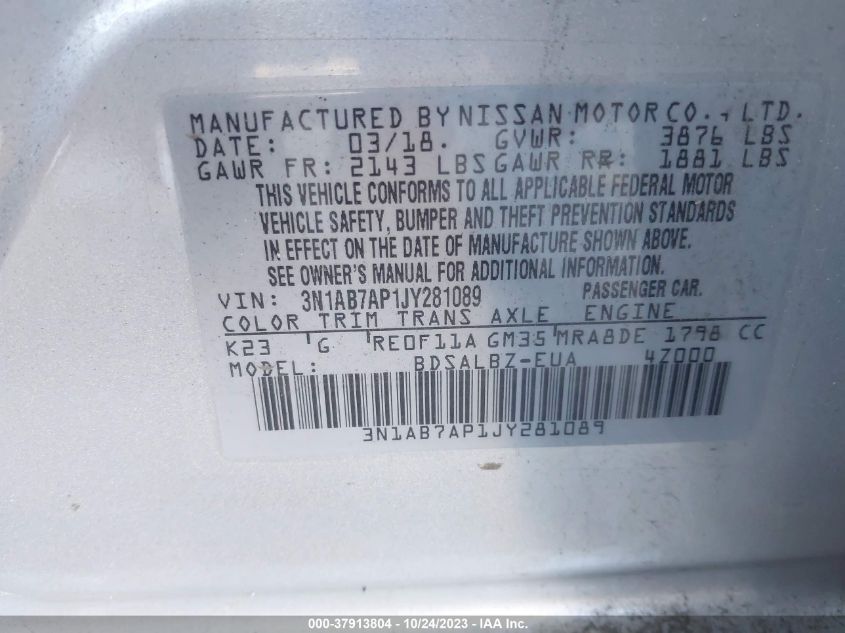 MANUFACTURED BY NISSAN MOTOR CO., LTD.
DATE: 03/18. GVWR: 3876 LBS
GAWR FR: 2143 LBS GAWR RR: 1881 LBS
THIS VEHICLE CONFORMS TO ALL APPLICABLE FEDERAL MOTOR
VEHICLE SAFETY, BUMPER AND THEFT PREVENTION STANDARDS
IN EFFECT ON THE DATE OF MANUFACTURE SHOWN ABOVE.
SEE OWNER'S MANUAL FOR ADDITIONAL INFORMATION.
VIN: 3N1AB7AP1JY281089 PASSENGER CAR.
COLOR TRIM TRANS AXLE ENGINE
K23 G RE0F11A GM35 MRA8DE 1798 CC
MODEL: BDSALBZ-EUA 4Z000
3N1AB7AP1JY281089
000-37913804 | 10/24/2023 | Copyright © IAA, Inc.